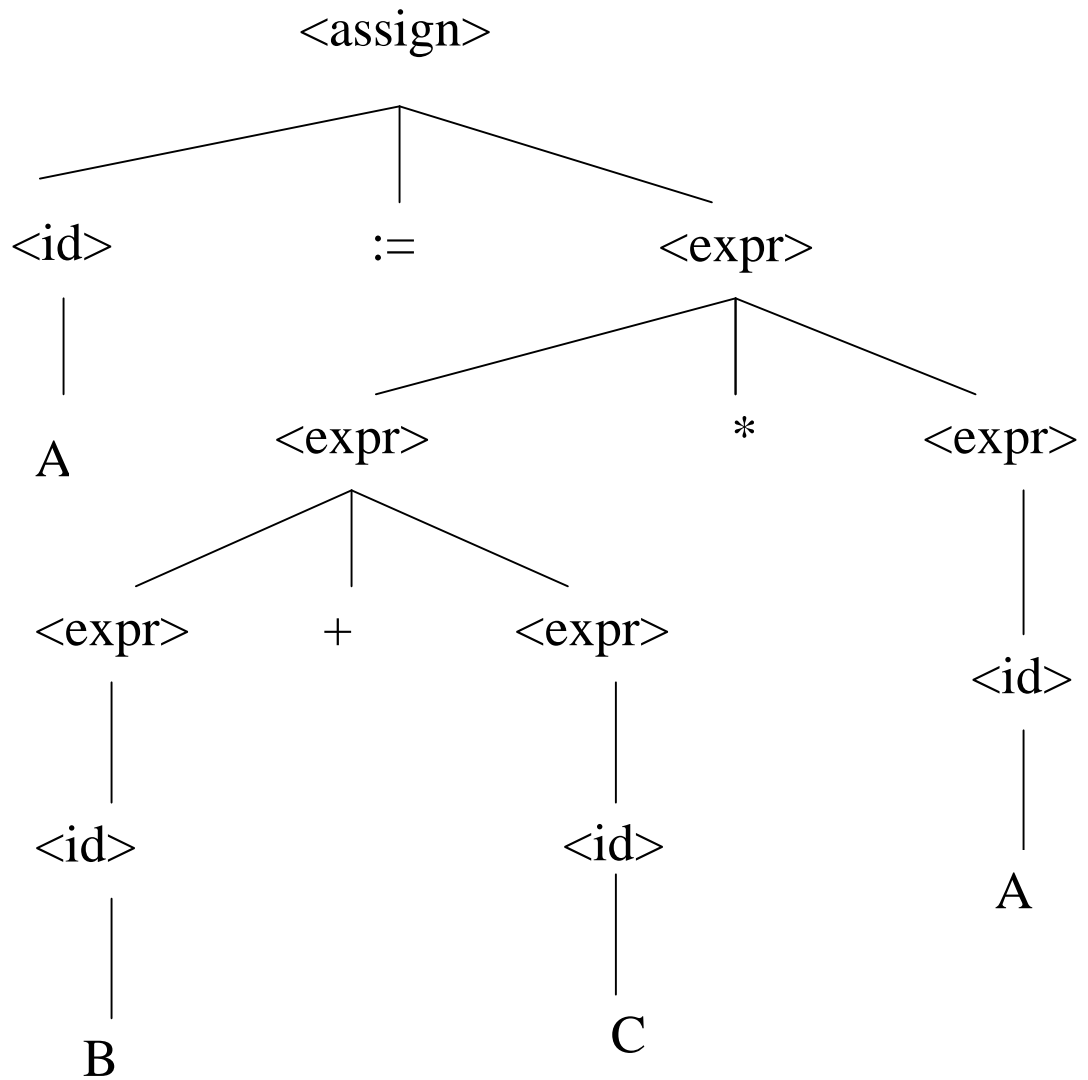 <assign>
<id> := <expr>
A <expr> * <expr>
<expr> + <expr>
<id>
<id> <id>
A
B C